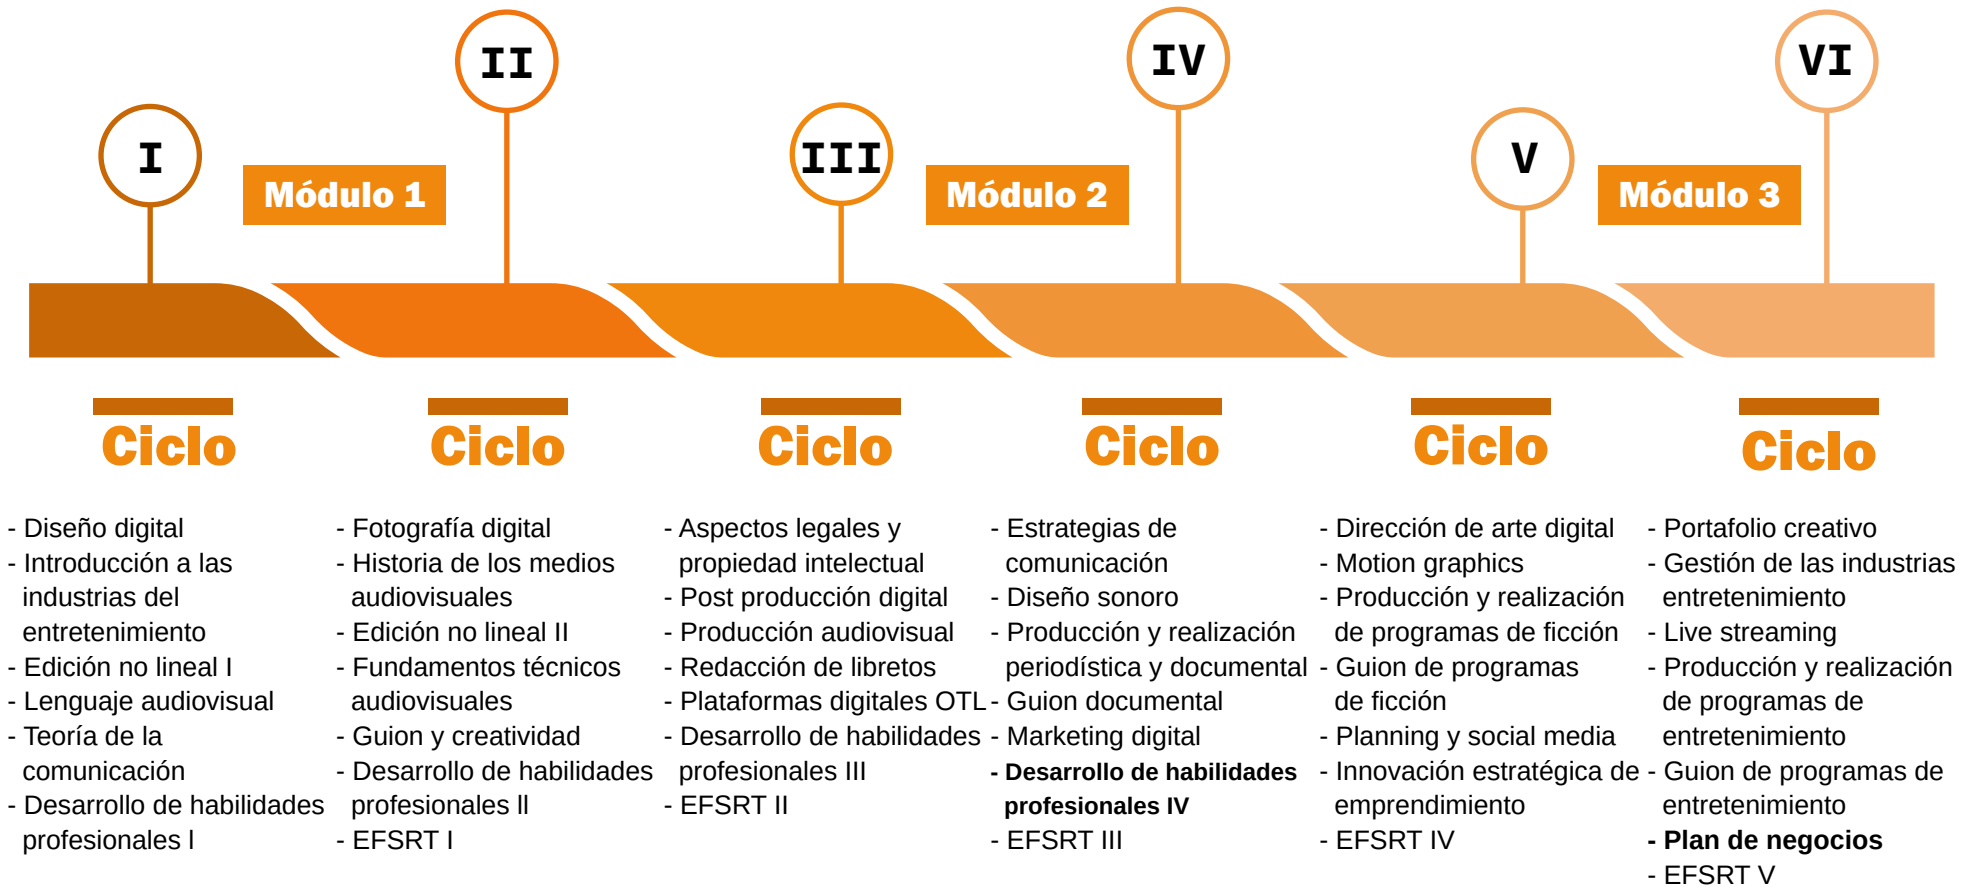 I
II
III
IV
V
VI
Módulo 1
Módulo 2
Módulo 3
Ciclo
- Diseño digital
- Introducción a las
industrias del
entretenimiento
- Edición no lineal I
- Lenguaje audiovisual
- Teoría de la
comunicación
- Desarrollo de habilidades
profesionales l
Ciclo
- Fotografía digital
- Historia de los medios
audiovisuales
- Edición no lineal II
- Fundamentos técnicos
audiovisuales
- Guion y creatividad
- Desarrollo de habilidades
profesionales ll
- EFSRT I
Ciclo
- Aspectos legales y
propiedad intelectual
- Post producción digital
- Producción audiovisual
- Redacción de libretos
- Plataformas digitales OTL
- Desarrollo de habilidades
profesionales III
- EFSRT II
Ciclo
- Estrategias de
comunicación
- Diseño sonoro
- Producción y realización
periodística y documental
- Guion documental
- Marketing digital
- Desarrollo de habilidades
profesionales IV
- EFSRT III
Ciclo
- Dirección de arte digital
- Motion graphics
- Producción y realización
de programas de ficción
- Guion de programas
de ficción
- Planning y social media
- Innovación estratégica de
emprendimiento
- EFSRT IV
Ciclo
- Portafolio creativo
- Gestión de las industrias
entretenimiento
- Live streaming
- Producción y realización
de programas de
entretenimiento
- Guion de programas de
entretenimiento
- Plan de negocios
- EFSRT V